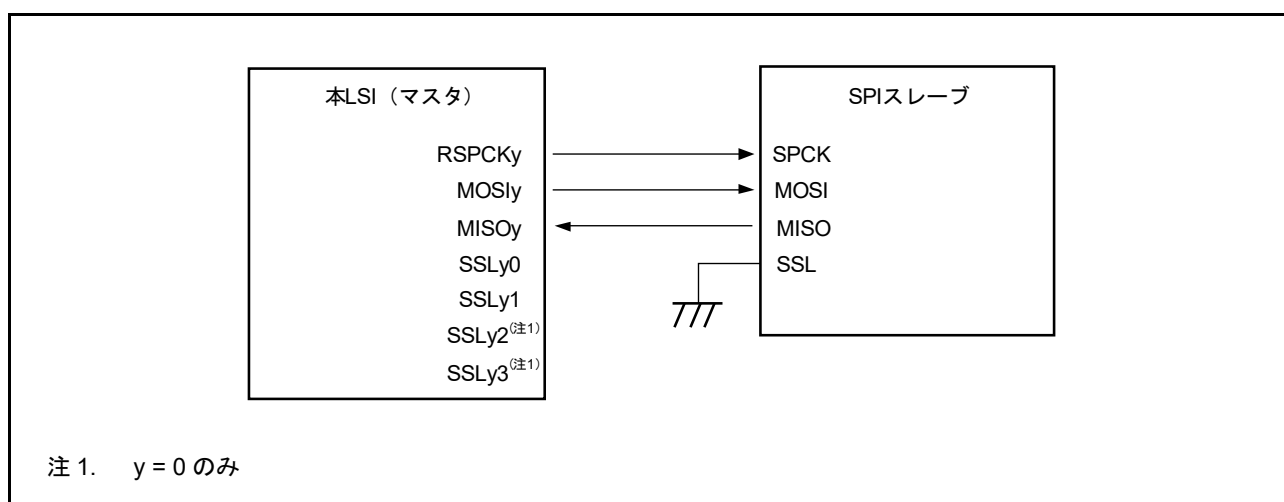 本LSI（マスタ）
RSPCKy
MOSIy
MISOy
SSLy0
SSLy1
SSLy2(注1)
SSLy3(注1)
SPIスレーブ
SPCK
MOSI
MISO
SSL
注 1. y = 0 のみ